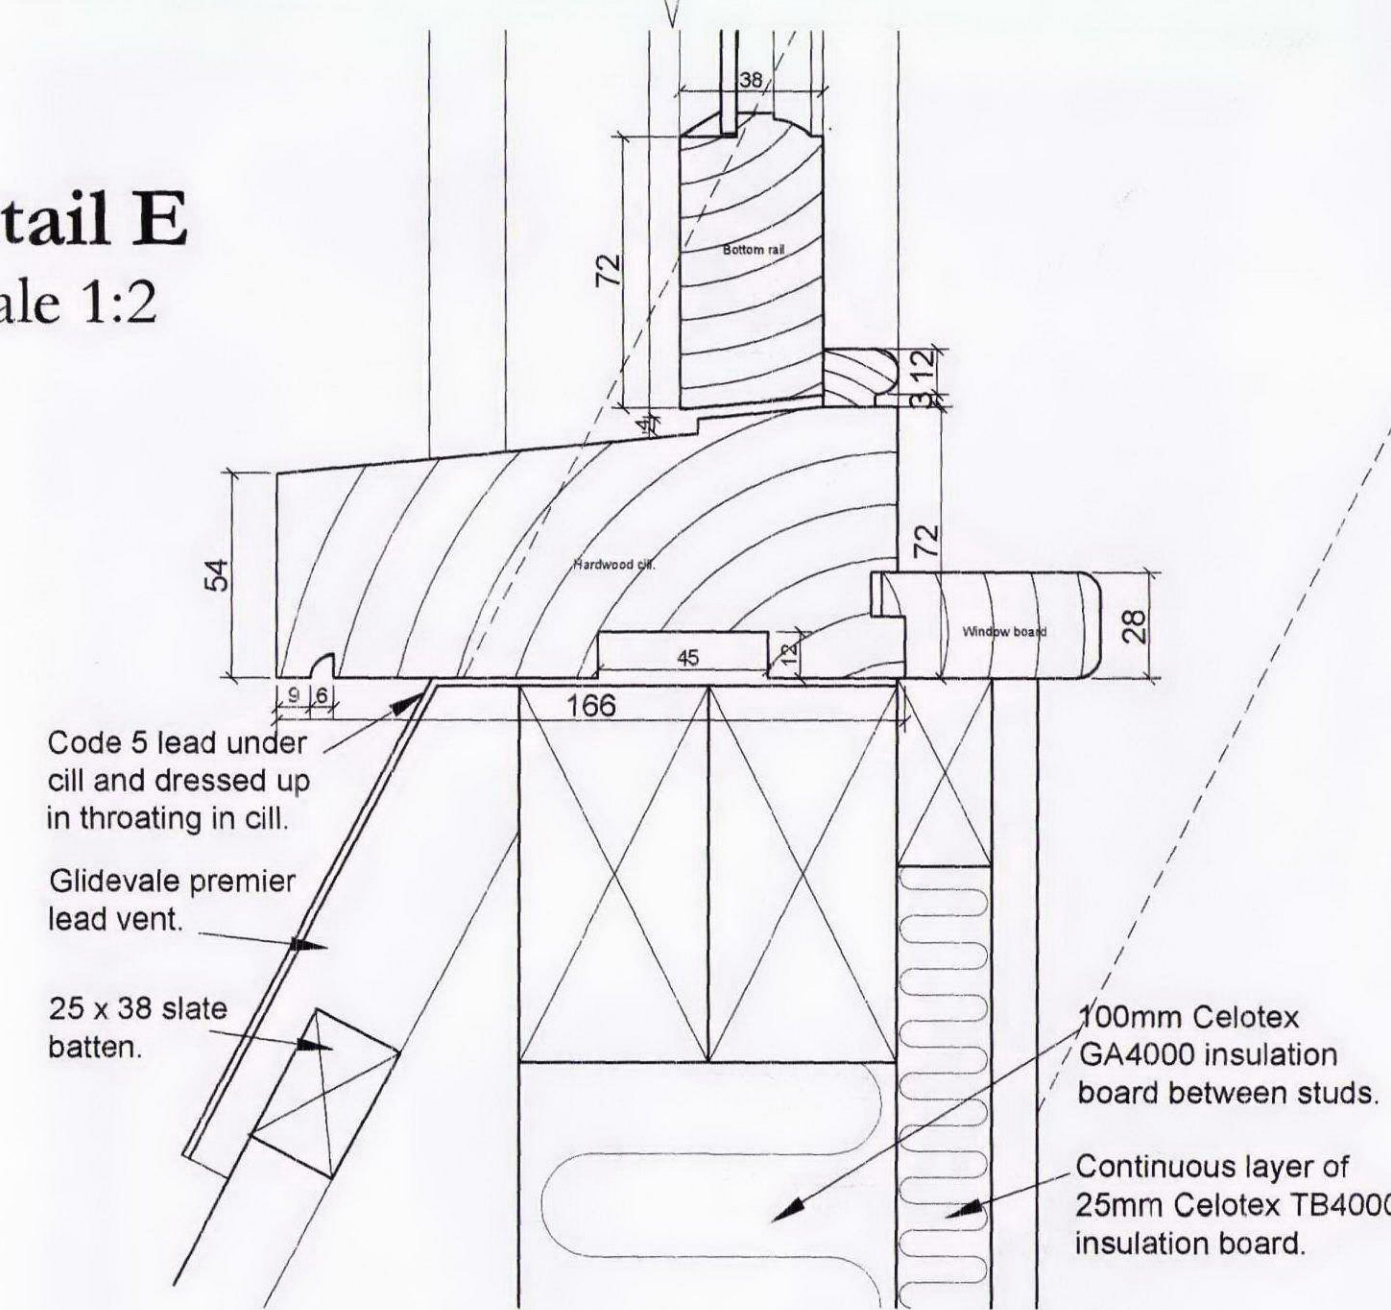 tail E
ale 1:2
38
72
Bottom rail
12
3
4
54
72
Hardwood cill.
Window board
28
45
12
9
6
166
Code 5 lead under
cill and dressed up
in throating in cill.
Glidevale premier
lead vent.
25 x 38 slate
batten.
100mm Celotex
GA4000 insulation
board between studs.
Continuous layer of
25mm Celotex TB4000
insulation board.